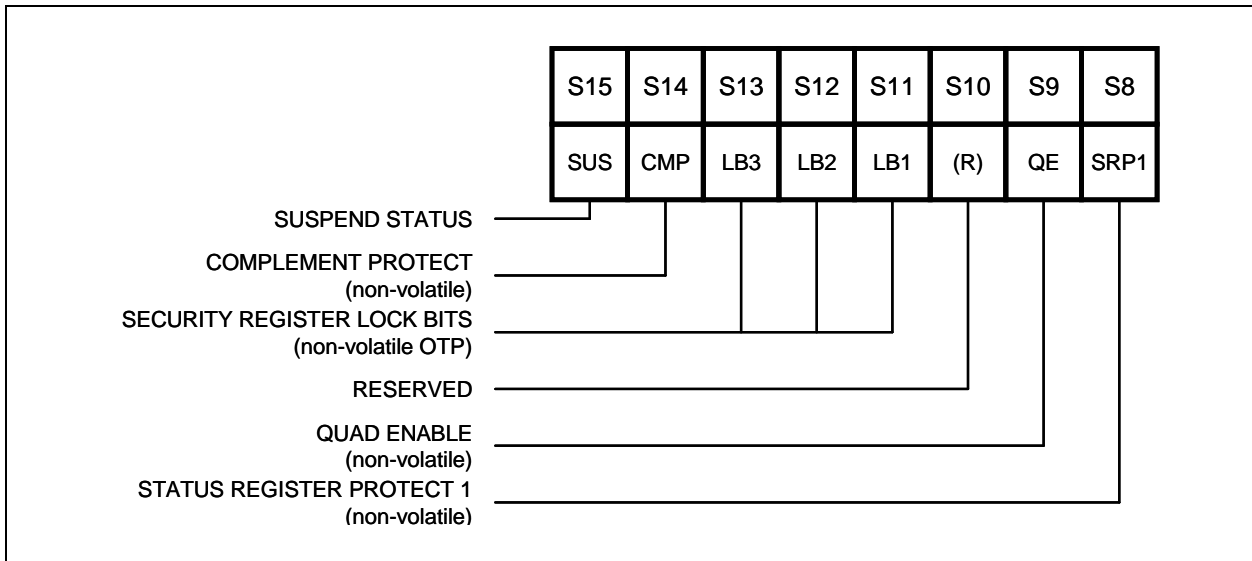 S15 S14 S13 S12 S11 S10 S9 S8
SUS CMP LB3 LB2 LB1 (R) QE SRP1
SUSPEND STATUS
COMPLEMENT PROTECT
(non-volatile)
SECURITY REGISTER LOCK BITS
(non-volatile OTP)
RESERVED
QUAD ENABLE
(non-volatile)
STATUS REGISTER PROTECT 1
(non-volatile)